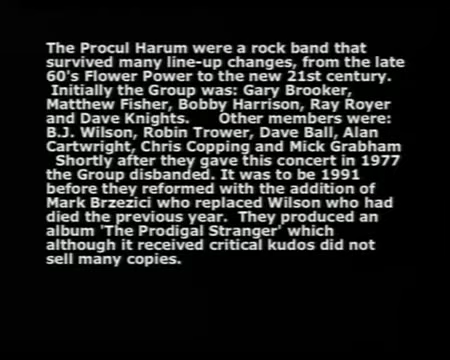 The Procul Harum were a rock band that
survived many line-up changes, from the late
60's Flower Power to the new 21st century.
Initially the Group was: Gary Brooker,
Matthew Fisher, Bobby Harrison, Ray Royer
and Dave Knights. Other members were:
B.J. Wilson, Robin Trower, Dave Ball, Alan
Cartwright, Chris Copping and Mick Grabham
Shortly after they gave this concert in 1977
the Group disbanded. It was to be 1991
before they reformed with the addition of
Mark Brzezici who replaced Wilson who had
died the previous year. They produced an
album 'The Prodigal Stranger' which
although it received critical kudos did not
sell many copies.